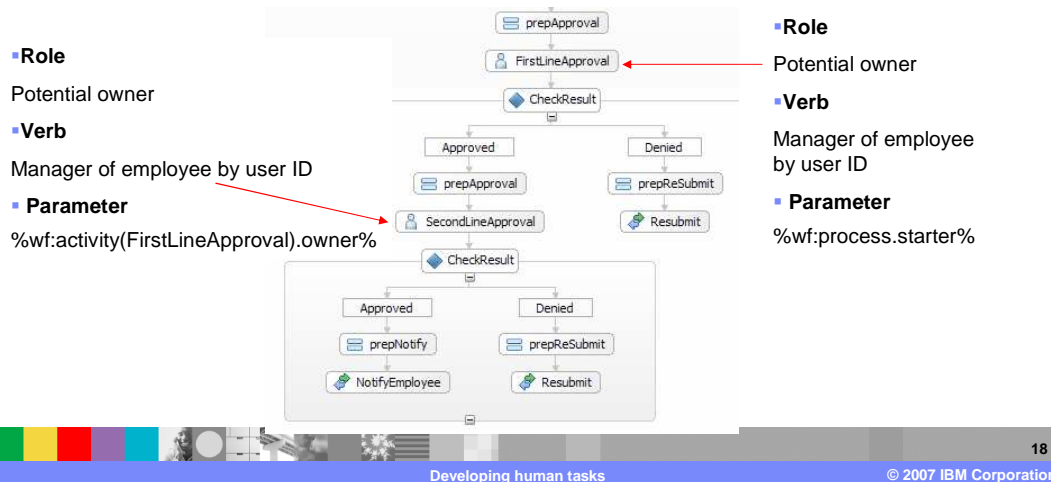 ▪Role
Potential owner
▪Verb
Manager of employee by user ID
▪ Parameter
%wf:activity(FirstLineApproval).owner%
prepApproval
FirstLineApproval
CheckResult
Approved
Denied
prepApproval
prepReSubmit
SecondLineApproval
Resubmit
CheckResult
Approved
Denied
prepNotify
prepReSubmit
NotifyEmployee
Resubmit
▪Role
Potential owner
▪Verb
Manager of employee
by user ID
▪ Parameter
%wf:process.starter%
18
Developing human tasks
© 2007 IBM Corporation